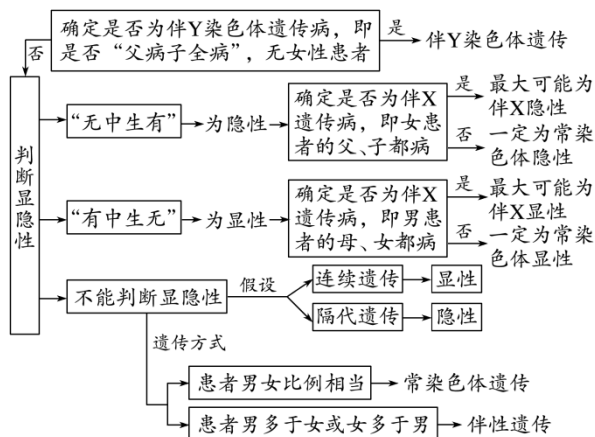 确定是否为伴Y染色体遗传病，即
是否“父病子全病”，无女性患者
是
伴Y染色体遗传
否
判断显隐性
“无中生有”
为隐性
确定是否为伴X
遗传病，即女患
者的父、子都病
是
最大可能为
伴X隐性
否
一定为常染
色体隐性
“有中生无”
为显性
确定是否为伴X
遗传病，即男患
者的母、女都病
是
最大可能为
伴X显性
否
一定为常染
色体显性
不能判断显隐性
假设
连续遗传
显性
隔代遗传
隐性
遗传方式
患者男女比例相当
常染色体遗传
患者男多于女或女多于男
伴性遗传